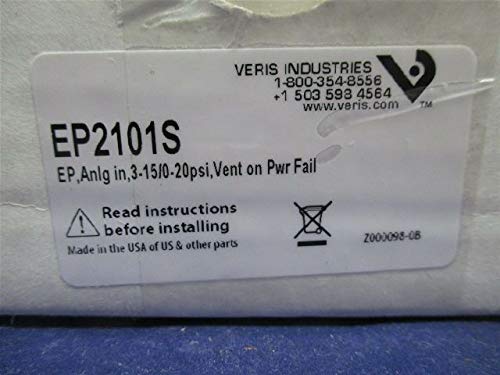 VERIS INDUSTRIES
1-800-354-8556
+1 503 598 4564
www.veris.com
TM
EP2101S
EP,Anlg in,3-15/0-20psi,Vent on Pwr Fail
Read instructions
before installing
Made in the USA of US & other parts
Z000098-0B